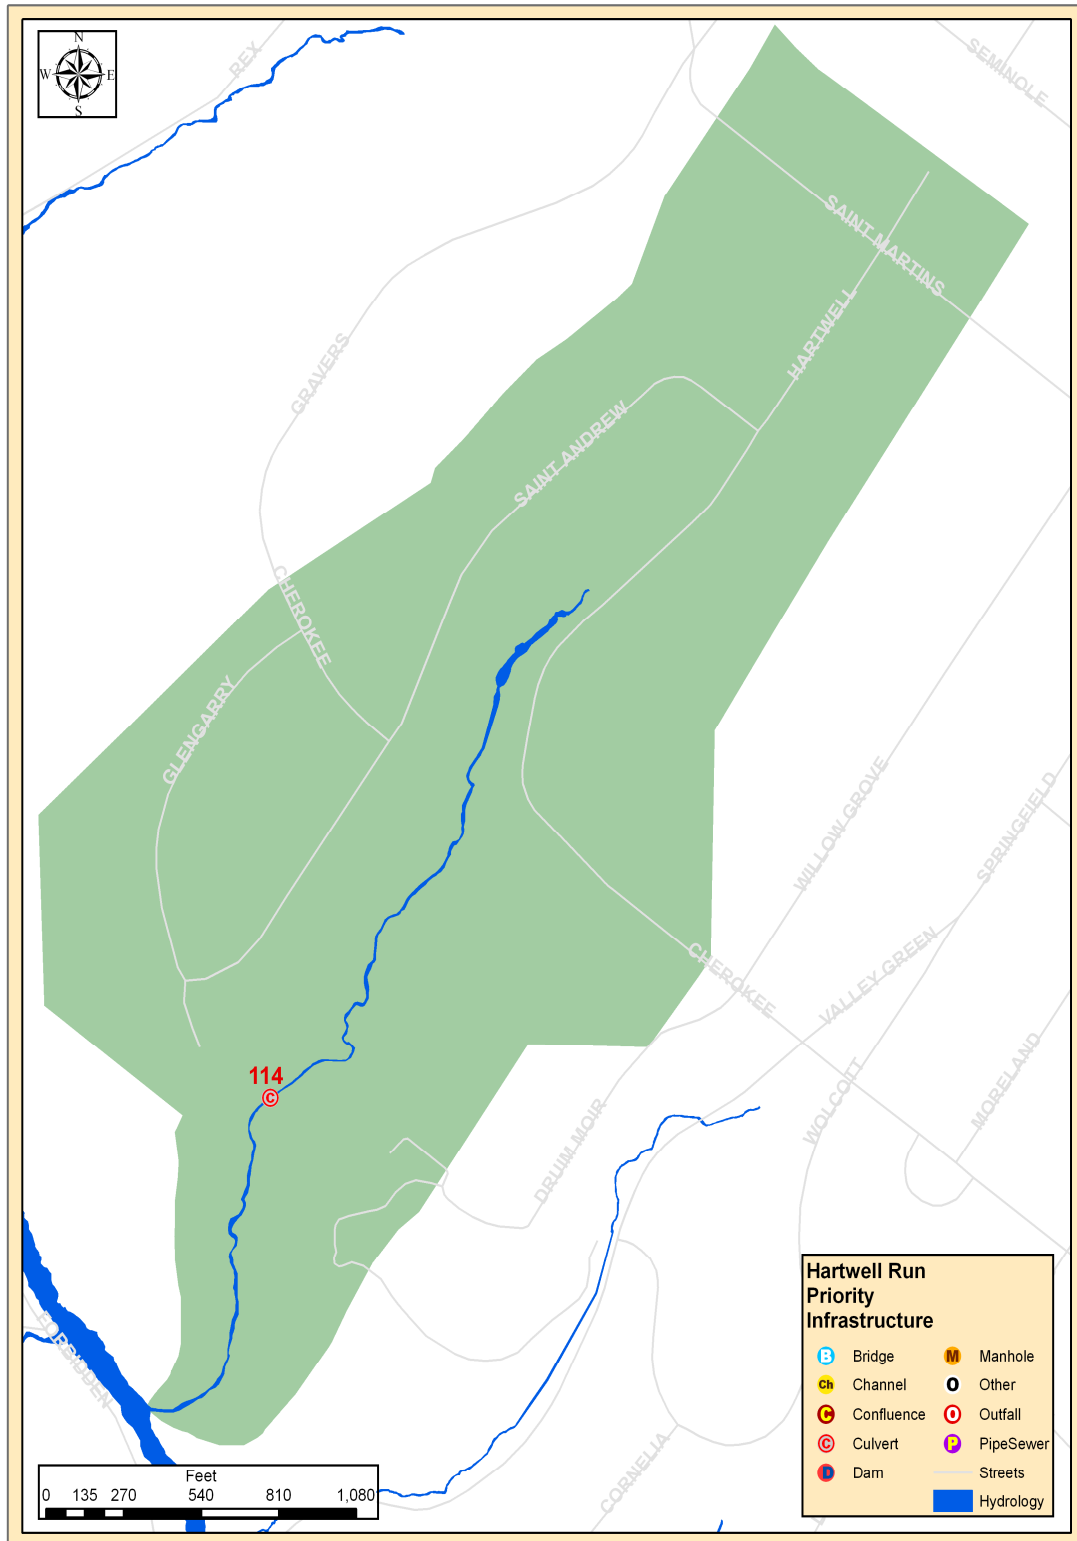 N
W E
S
REX
SEMINOLE
SAINT MARTINS
HARTWELL
GRAVERS
SAINT ANDREW
CHEROKEE
GLENGARRY
WILLOW GROVE
SPRINGFIELD
CHEROKEE
VALLEY GREEN
WOLCOTT
MORELAND
114
C
DRUIM MOIR
FORBIDDEN
CORNELIA
Hartwell Run
Priority
Infrastructure
B Bridge M Manhole
Ch Channel O Other
C Confluence O Outfall
C Culvert P PipeSewer
D Dam Streets
Hydrology
Feet
0 135 270 540 810 1,080